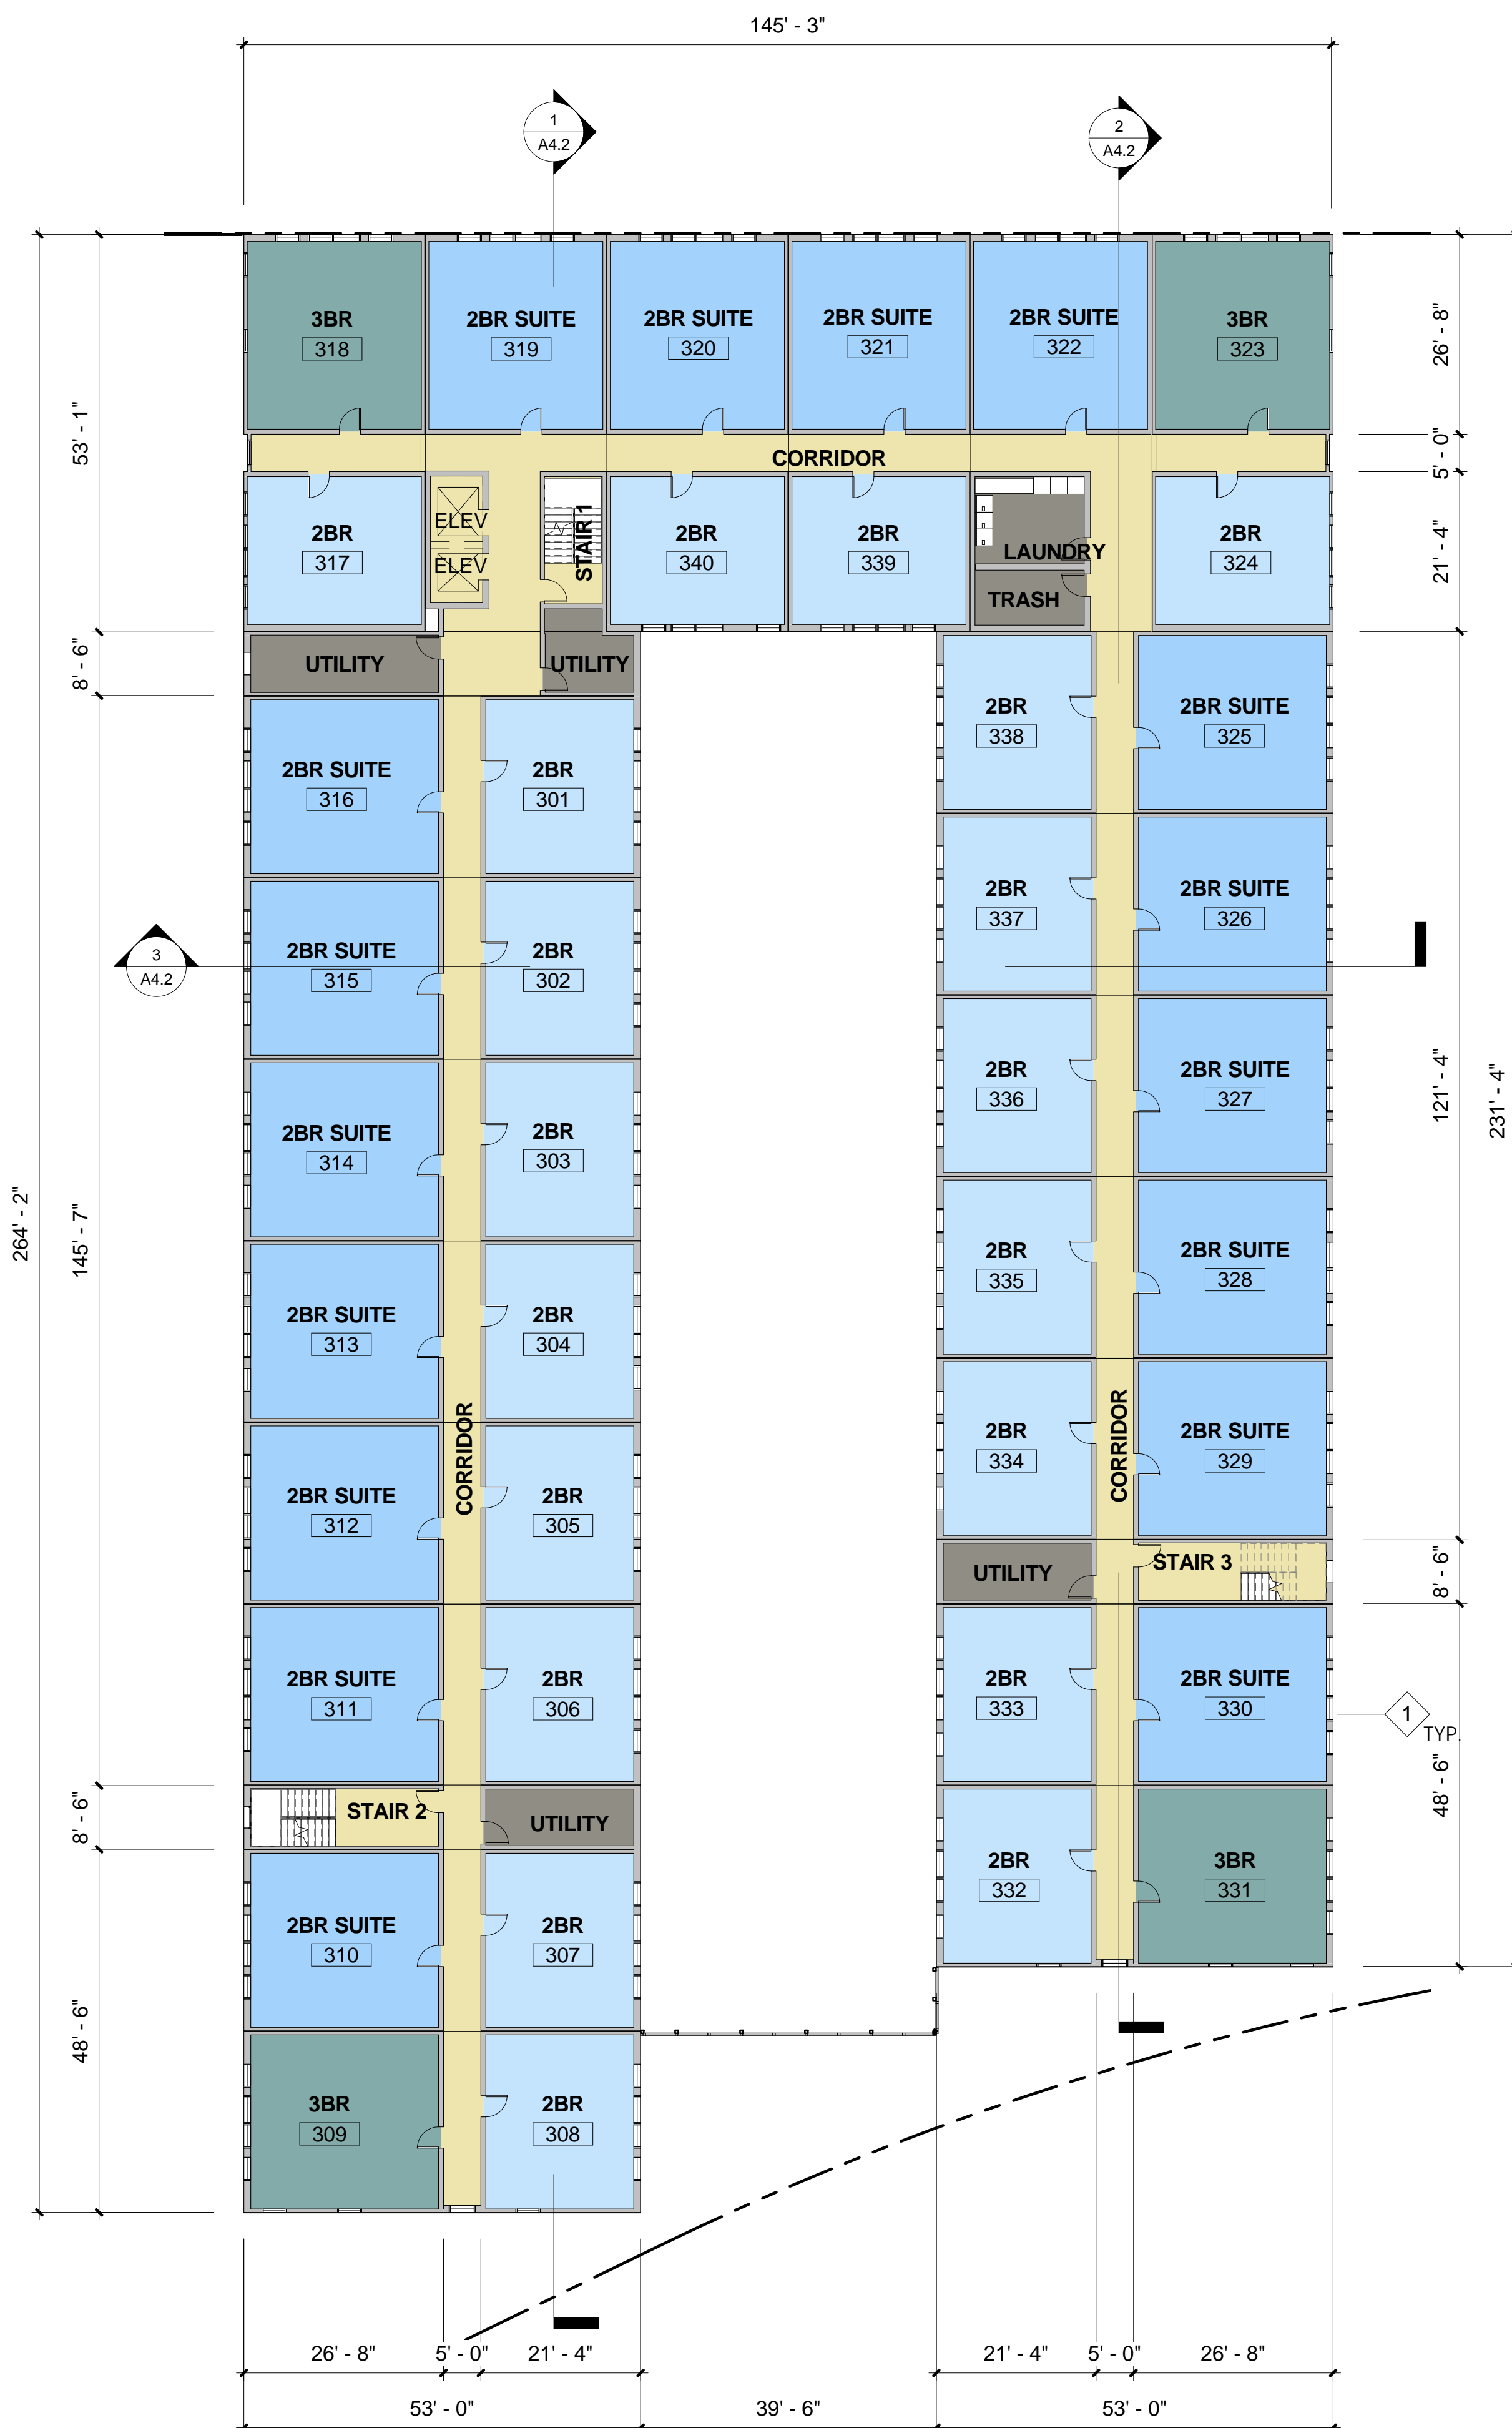 145' - 3"
1
A4.2
2
A4.2
3BR
318
2BR SUITE
319
2BR SUITE
320
2BR SUITE
321
2BR SUITE
322
3BR
323
26' - 8"
53' - 1"
CORRIDOR
5' - 0"
2BR
317
ELEV
ELEV
STAIR 1
2BR
340
2BR
339
LAUNDRY
TRASH
2BR
324
21' - 4"
8' - 6"
UTILITY
UTILITY
2BR
338
2BR SUITE
325
2BR SUITE
316
2BR
301
2BR
337
2BR SUITE
326
3
A4.2
2BR SUITE
315
2BR
302
2BR
336
2BR SUITE
327
121' - 4"
231' - 4"
2BR SUITE
314
2BR
303
264' - 2"
145' - 7"
2BR
335
2BR SUITE
328
2BR SUITE
313
2BR
304
CORRIDOR
CORRIDOR
2BR
334
2BR SUITE
329
2BR SUITE
312
2BR
305
UTILITY
STAIR 3
8' - 6"
2BR SUITE
311
2BR
306
2BR
333
2BR SUITE
330
1
TYP.
48' - 6"
8' - 6"
STAIR 2
UTILITY
2BR
332
3BR
331
2BR SUITE
310
2BR
307
48' - 6"
3BR
309
2BR
308
26' - 8"
5' - 0"
21' - 4"
21' - 4"
5' - 0"
26' - 8"
53' - 0"
39' - 6"
53' - 0"